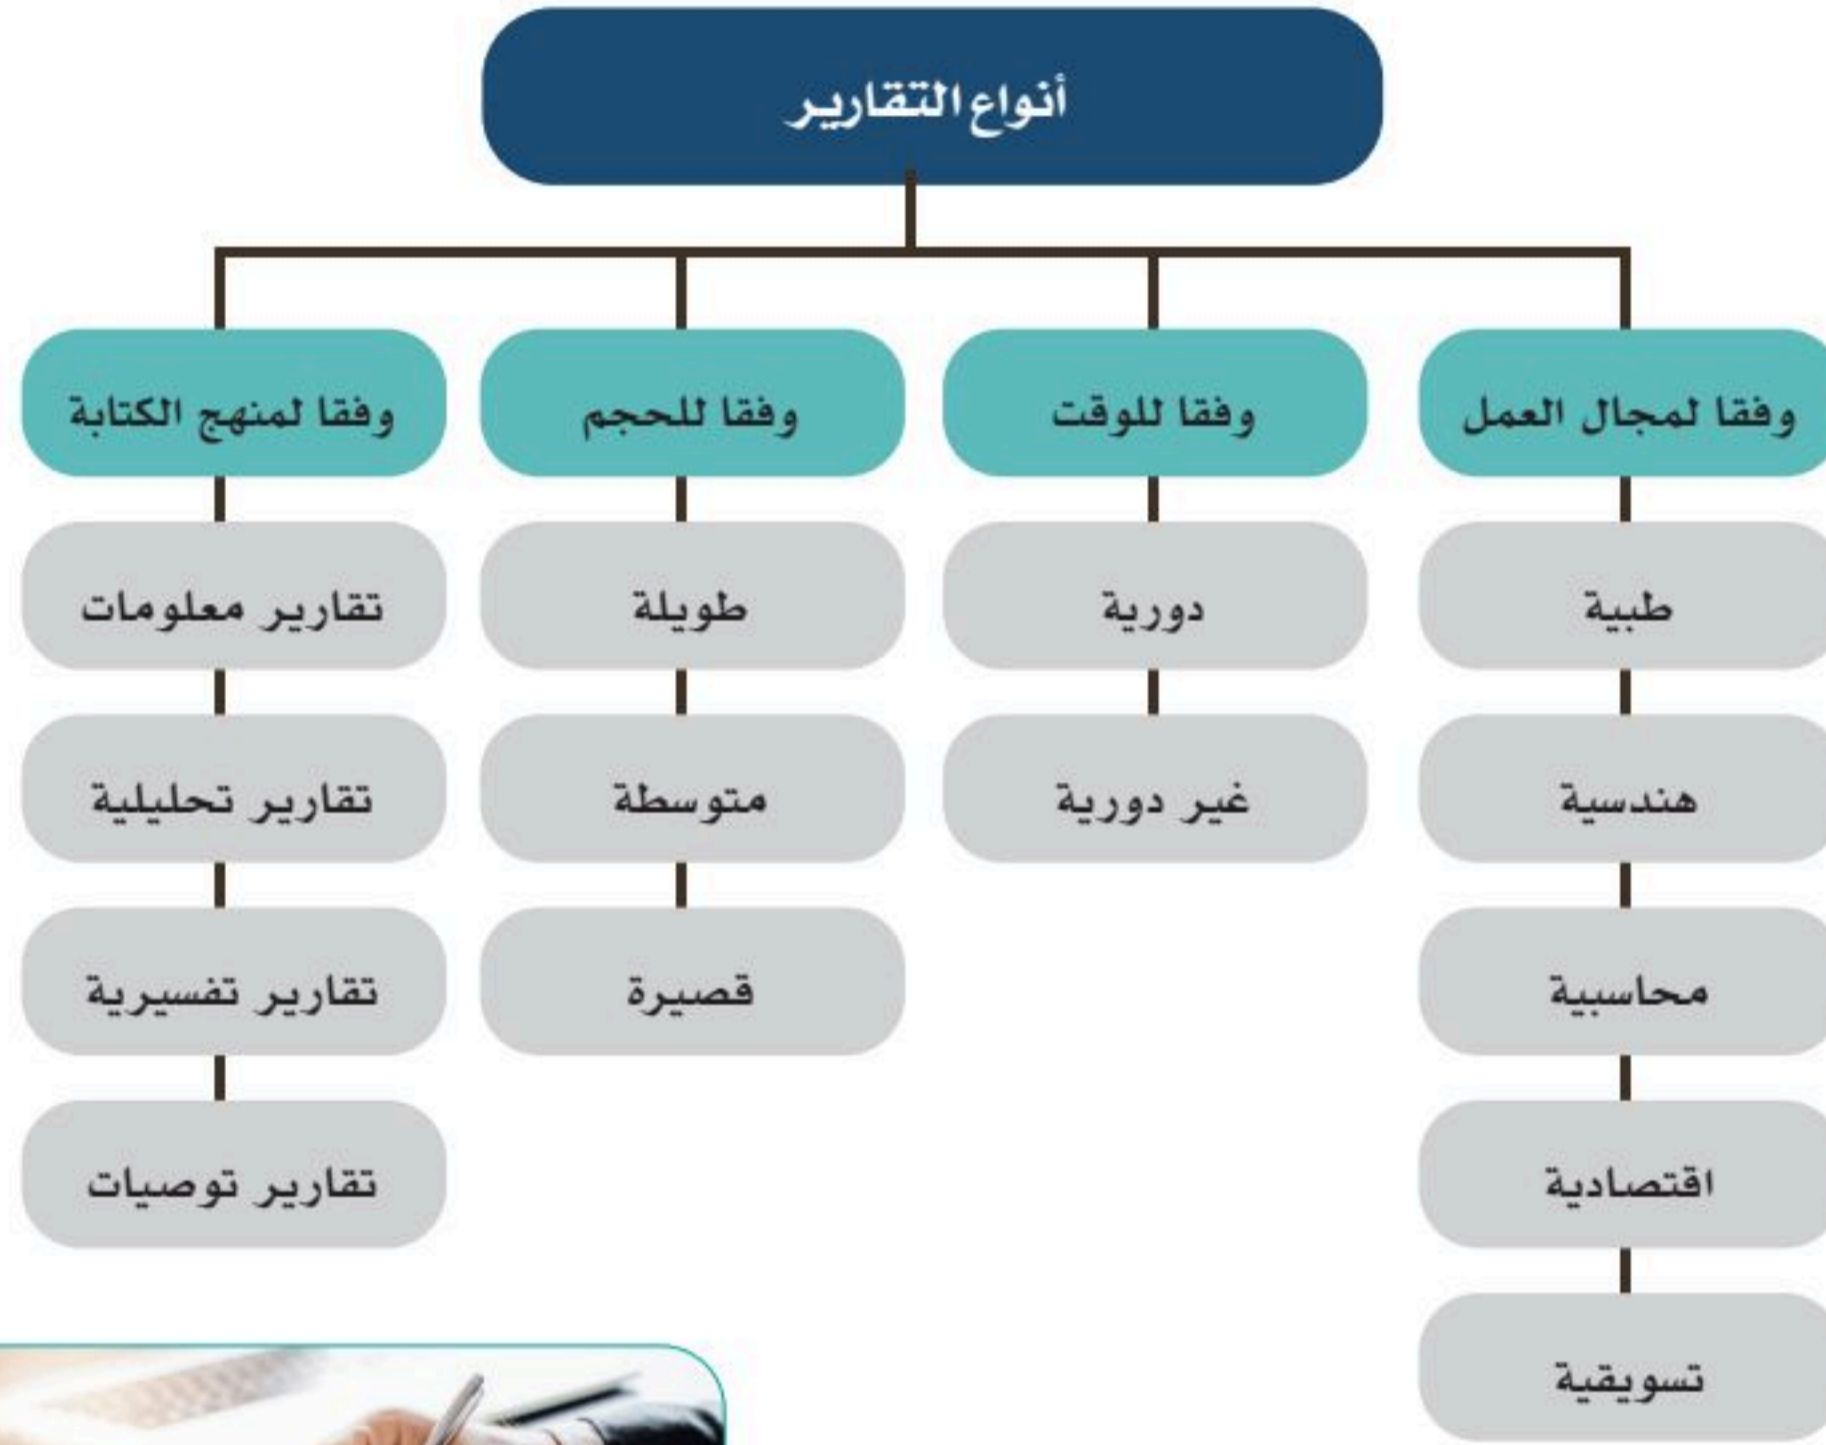 أنواع التقارير
وفقا لمجال العمل
طبية
هندسية
محاسبية
اقتصادية
تسويقية
وفقا للوقت
دورية
غير دورية
وفقا للحجم
طويلة
متوسطة
قصيرة
وفقا لمنهج الكتابة
تقارير معلومات
تقارير تحليلية
تقارير تفسيرية
تقارير توصيات